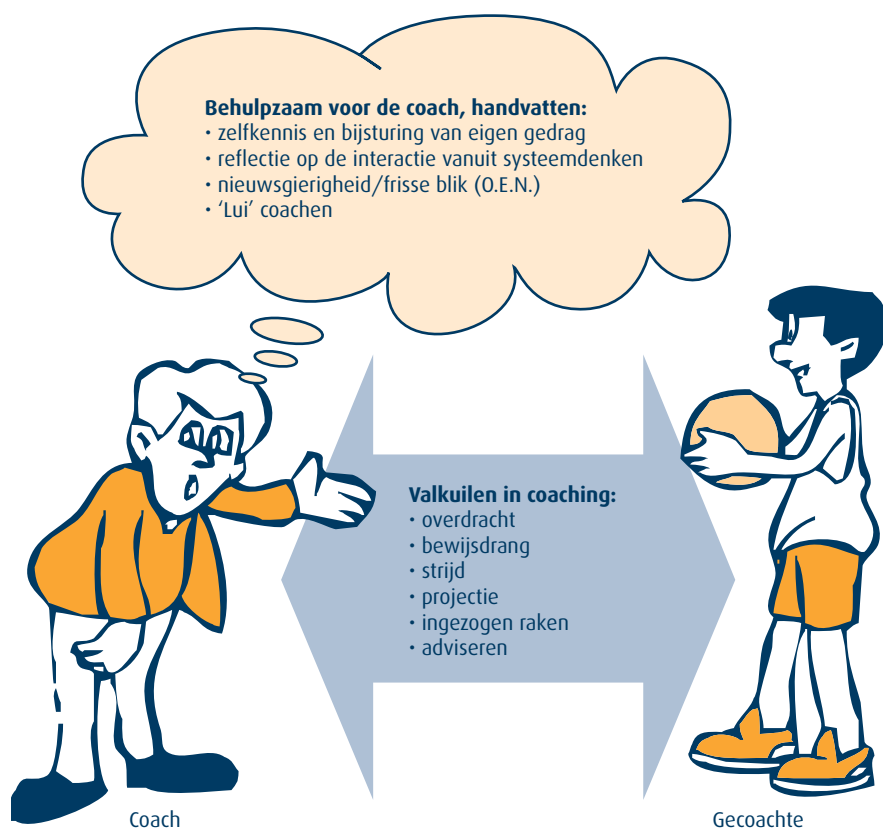 Behulpzaam voor de coach, handvatten:
• zelfkennis en bijsturing van eigen gedrag
• reflectie op de interactie vanuit systeemdenken
• nieuwsgierigheid/frisse blik (O.E.N.)
• ‘Lui’ coachen
Valkuilen in coaching:
• overdracht
• bewijsdrang
• strijd
• projectie
• ingezogen raken
• adviseren
Coach
Gecoachte